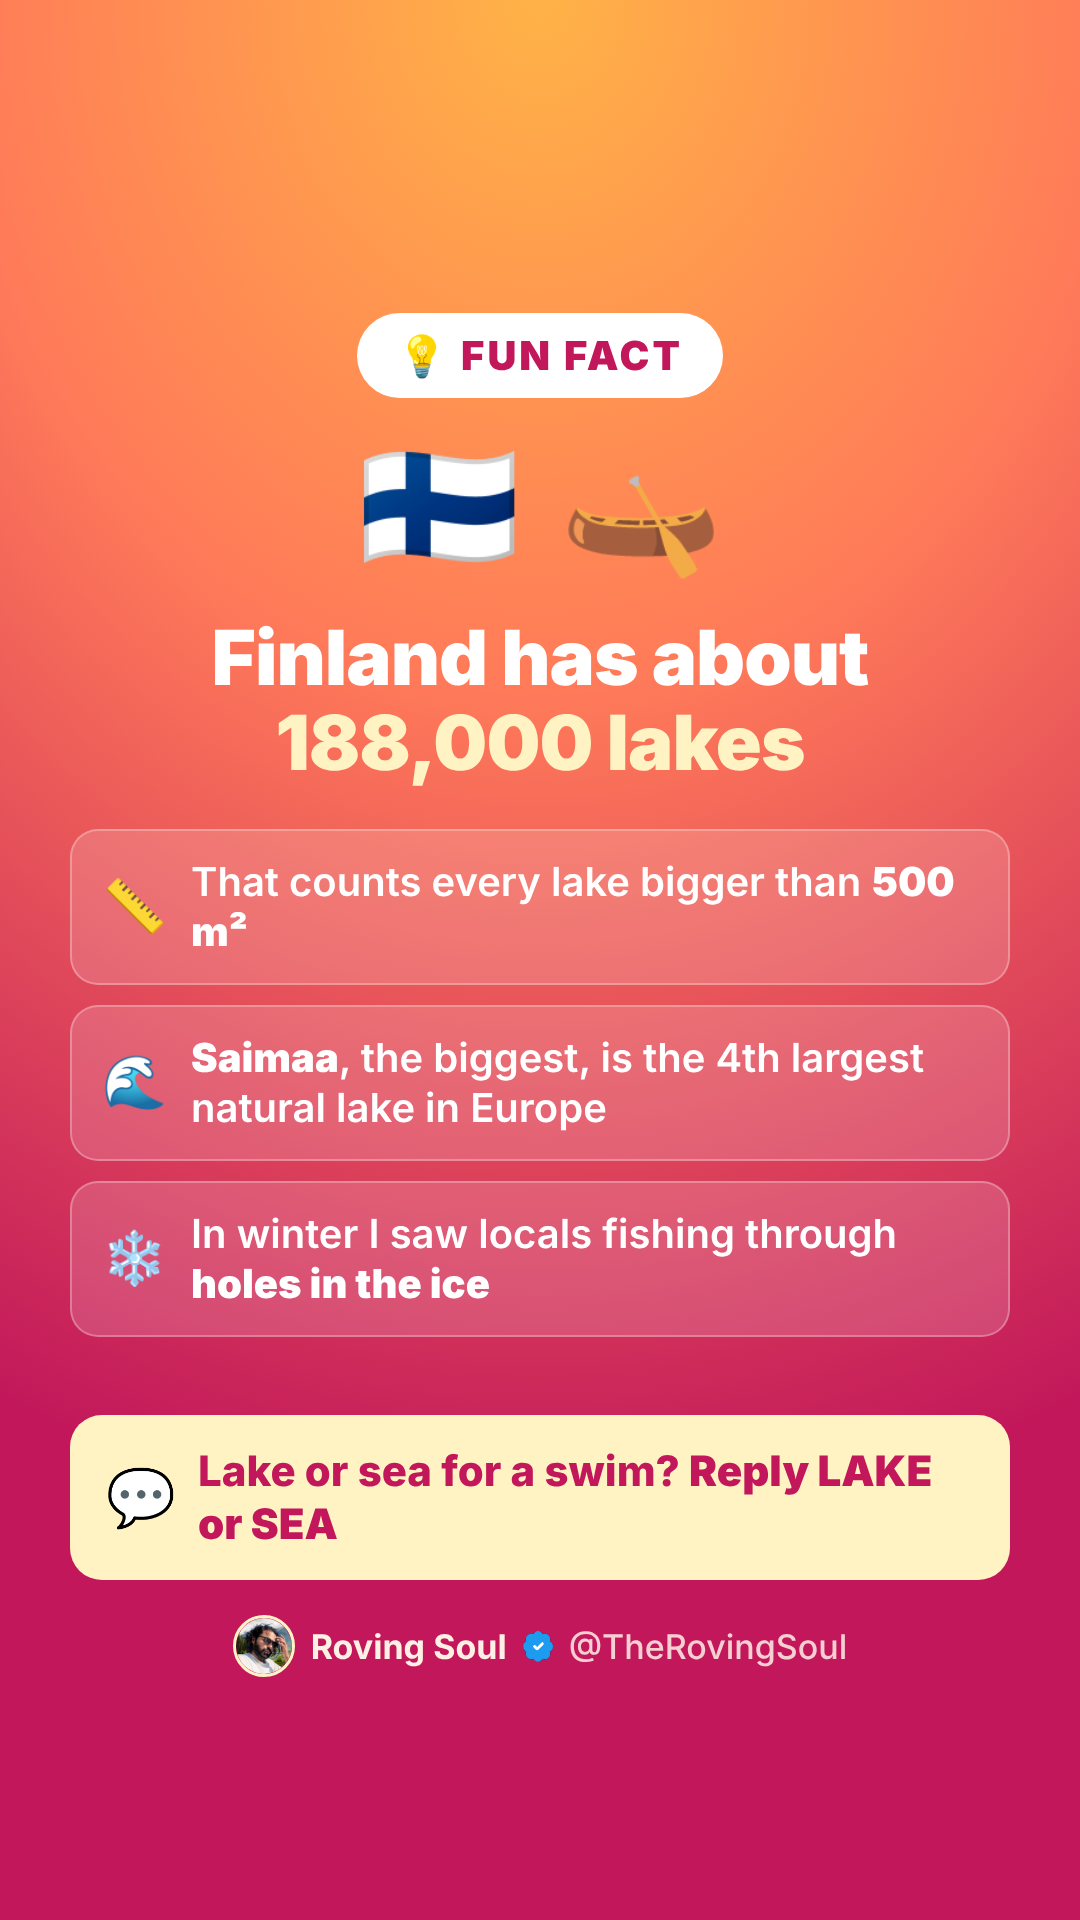 💡 FUN FACT
Finland has about
188,000 lakes
That counts every lake bigger than 500
m²
Saimaa, the biggest, is the 4th largest
natural lake in Europe
In winter I saw locals fishing through
holes in the ice
Lake or sea for a swim? Reply LAKE
or SEA
Roving Soul @TheRovingSoul